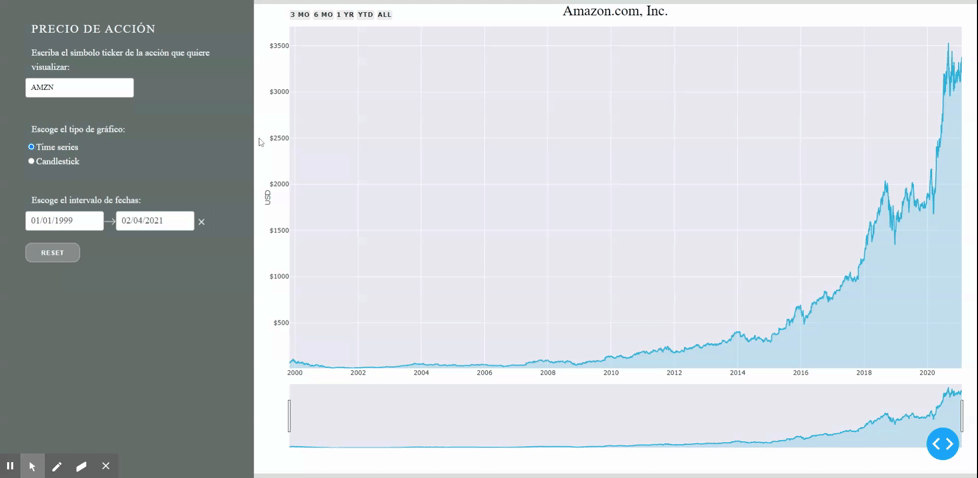 PRECIO DE ACCIÓN
Escriba el símbolo ticker de la acción que quiere
visualizar:
AMZN
Escoge el tipo de gráfico:
Time series
Candlestick
Escoge el intervalo de fechas:
01/01/1999 → 02/04/2021 ×
RESET
3 MO 6 MO 1 YR YTD ALL
Amazon.com, Inc.
$3500
$3000
$2500
$2000
$1500
$1000
$500
USD
2000 2002 2004 2006 2008 2010 2012 2014 2016 2018 2020